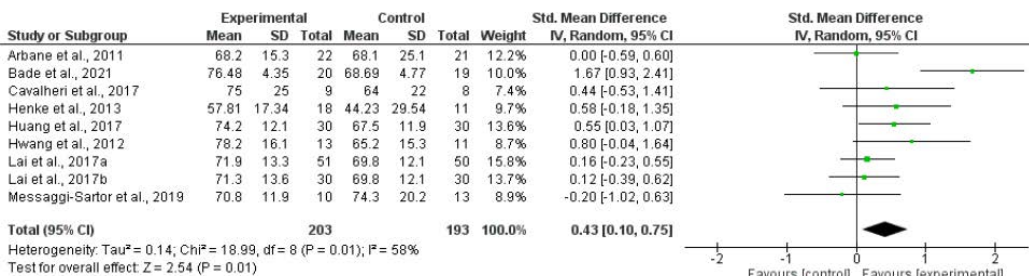 Experimental Control Std. Mean Difference Std. Mean Difference
Study or Subgroup Mean SD Total Mean SD Total Weight IV, Random, 95% CI IV, Random, 95% CI
Arbane et al., 2011 68.2 15.3 22 68.1 25.1 21 12.2% 0.00 [-0.59, 0.60]
Bade et al., 2021 76.48 4.35 20 68.69 4.77 19 10.0% 1.67 [0.93, 2.41]
Cavalheri et al., 2017 75 25 9 64 22 8 7.4% 0.44 [-0.53, 1.41]
Henke et al., 2013 57.81 17.34 18 44.23 29.54 11 9.7% 0.58 [-0.18, 1.35]
Huang et al., 2017 74.2 12.1 30 67.5 11.9 30 13.6% 0.55 [0.03, 1.07]
Hwang et al., 2012 78.2 16.1 13 65.2 15.3 11 8.9% 0.80 [-0.04, 1.64]
Lai et al., 2017a 71.9 13.3 51 69.8 12.1 50 15.8% 0.16 [-0.23, 0.55]
Lai et al., 2017b 71.3 13.6 30 69.8 12.1 30 13.7% 0.12 [-0.39, 0.62]
Messaggi-Sartor et al., 2019 70.8 11.9 10 74.3 20.2 13 8.9% -0.20 [-1.02, 0.63]
Total (95% CI) 203 193 100.0% 0.43 [0.10, 0.75]
Heterogeneity: Tau² = 0.14; Chi² = 18.99, df = 8 (P = 0.01); I² = 58%
Test for overall effect: Z = 2.54 (P = 0.01)
-2 -1 0 1 2
Favours [control] Favours [experimental]